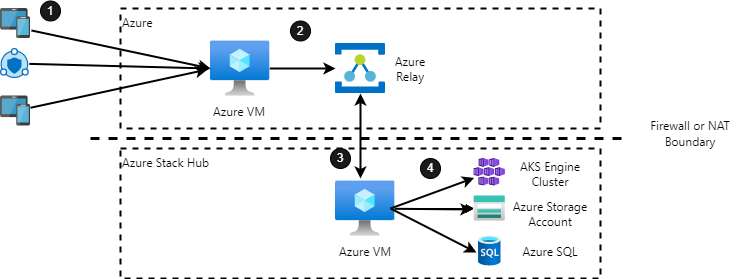 1
Azure
2
Azure
Relay
Azure VM
Firewall or NAT
Boundary
Azure Stack Hub
3
4
AKS Engine
Cluster
Azure Storage
Account
Azure VM
SQL
Azure SQL